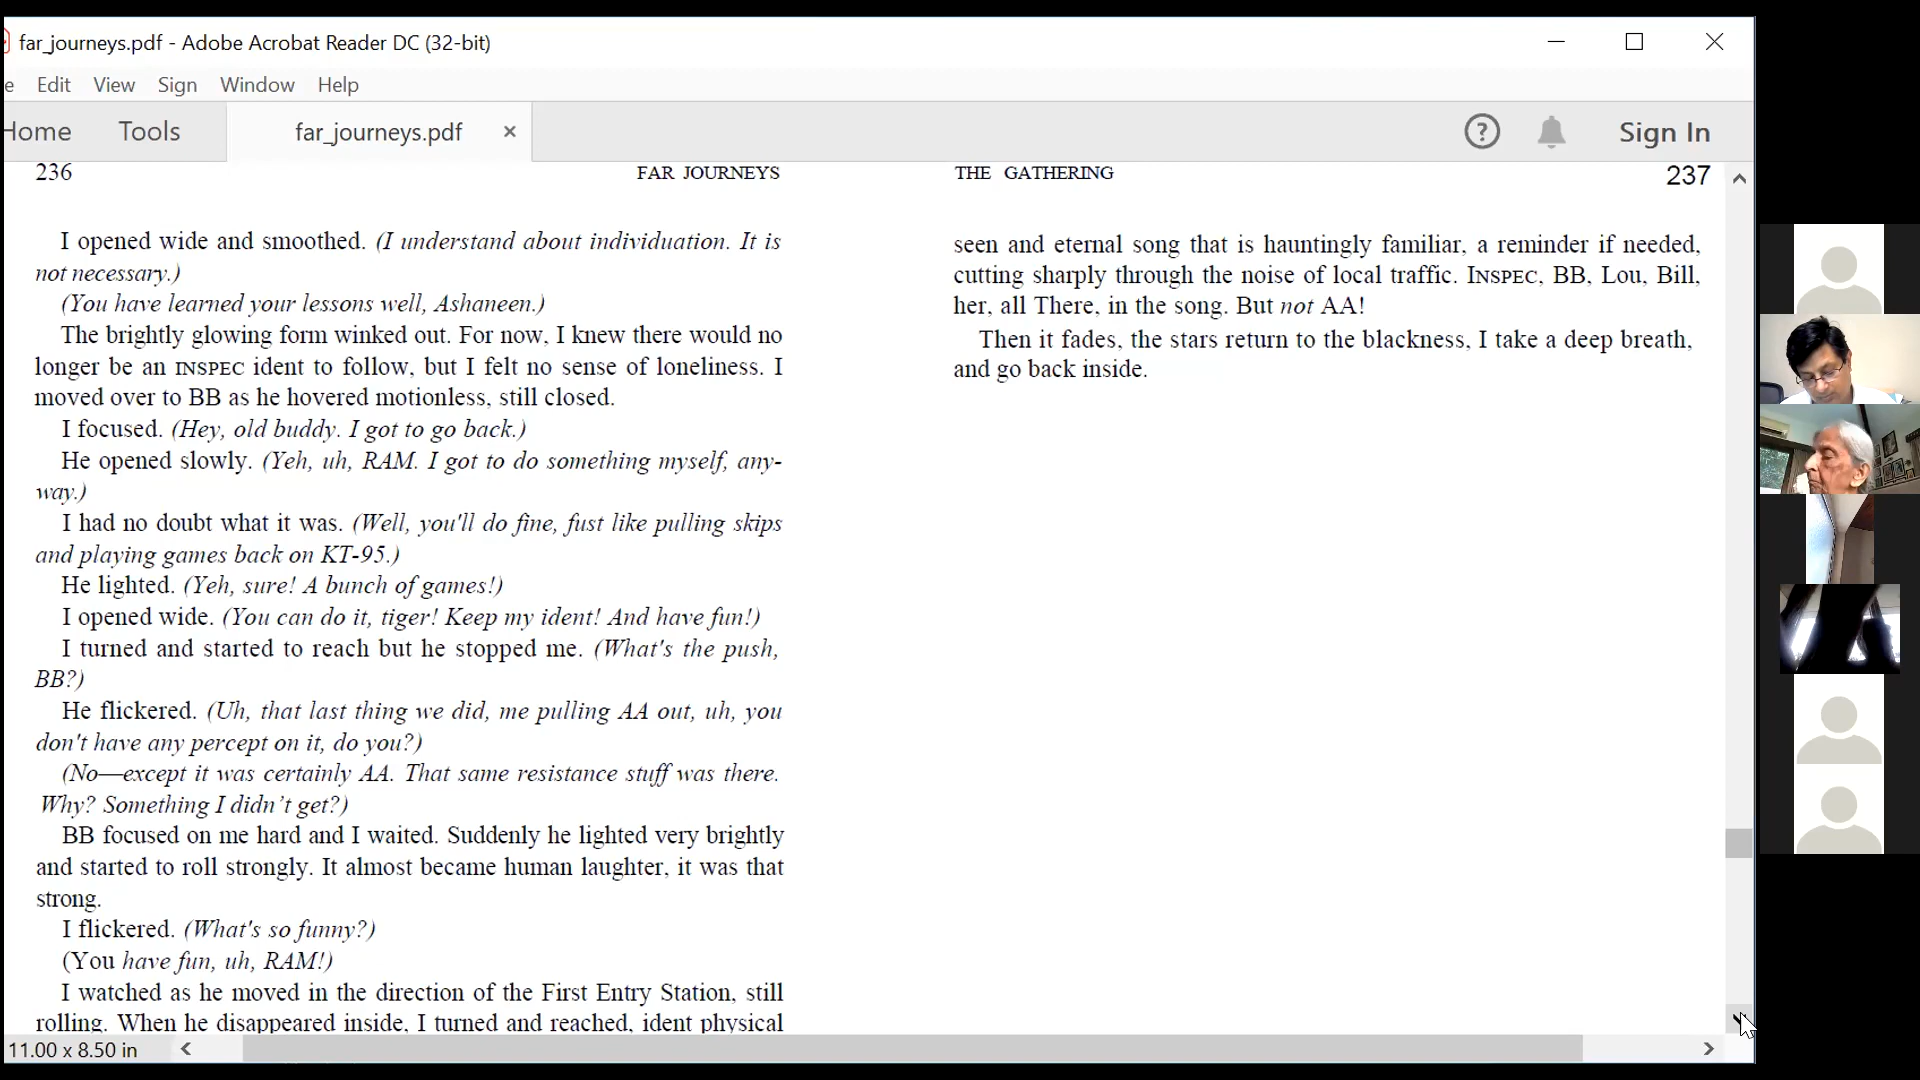 far_journeys.pdf - Adobe Acrobat Reader DC (32-bit)
e Edit View Sign Window Help
Home Tools far_journeys.pdf × ? Sign In
236 FAR JOURNEYS
I opened wide and smoothed. (I understand about individuation. It is
not necessary.)
(You have learned your lessons well, Ashaneen.)
The brightly glowing form winked out. For now, I knew there would no
longer be an INSPEC ident to follow, but I felt no sense of loneliness. I
moved over to BB as he hovered motionless, still closed.
I focused. (Hey, old buddy. I got to go back.)
He opened slowly. (Yeh, uh, RAM. I got to do something myself, any-
way.)
I had no doubt what it was. (Well, you'll do fine, fust like pulling skips
and playing games back on KT-95.)
He lighted. (Yeh, sure! A bunch of games!)
I opened wide. (You can do it, tiger! Keep my ident! And have fun!)
I turned and started to reach but he stopped me. (What's the push,
BB?)
He flickered. (Uh, that last thing we did, me pulling AA out, uh, you
don't have any percept on it, do you?)
(No—except it was certainly AA. That same resistance stuff was there.
Why? Something I didn’t get?)
BB focused on me hard and I waited. Suddenly he lighted very brightly
and started to roll strongly. It almost became human laughter, it was that
strong.
I flickered. (What's so funny?)
(You have fun, uh, RAM!)
I watched as he moved in the direction of the First Entry Station, still
rolling. When he disappeared inside, I turned and reached, ident physical
THE GATHERING 237
seen and eternal song that is hauntingly familiar, a reminder if needed,
cutting sharply through the noise of local traffic. INSPEC, BB, Lou, Bill,
her, all There, in the song. But not AA!
Then it fades, the stars return to the blackness, I take a deep breath,
and go back inside.
11.00 x 8.50 in